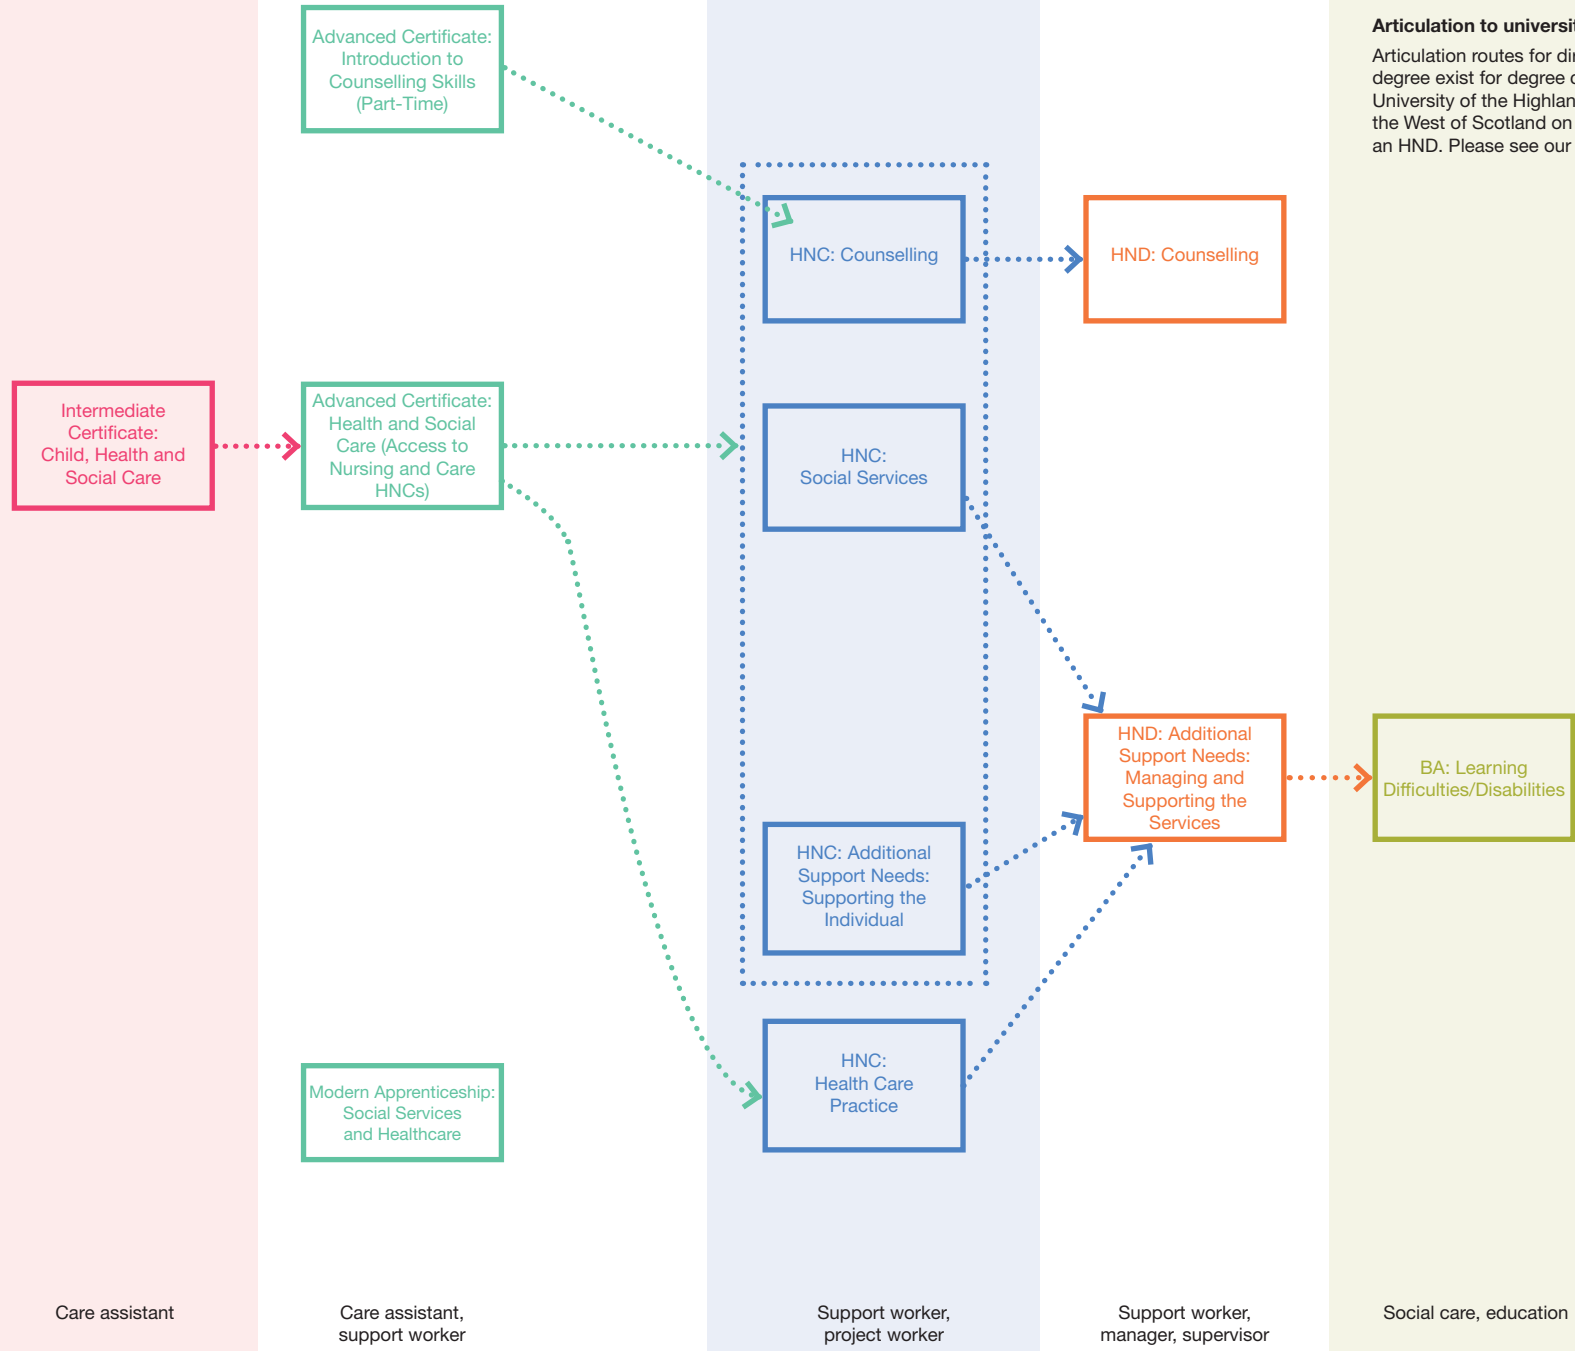 Advanced Certificate:
Introduction to
Counselling Skills
(Part-Time)
Articulation to
Articulation routes for
degree exist for degree
University of the
the West of Scotland on
an HND. Please see our
HNC: Counselling
HND: Counselling
Intermediate
Certificate:
Child, Health and
Social Care
Advanced Certificate:
Health and Social
Care (Access to
Nursing and Care
HNCs)
HNC:
Social Services
HND: Additional
Support Needs:
Managing and
Supporting the
Services
BA: Learning
Difficulties/Disabilities
HNC: Additional
Support Needs:
Supporting the
Individual
HNC:
Health Care
Practice
Modern Apprenticeship:
Social Services
and Healthcare
Care assistant
Care assistant,
support worker
Support worker,
project worker
Support worker,
manager, supervisor
Social care, education